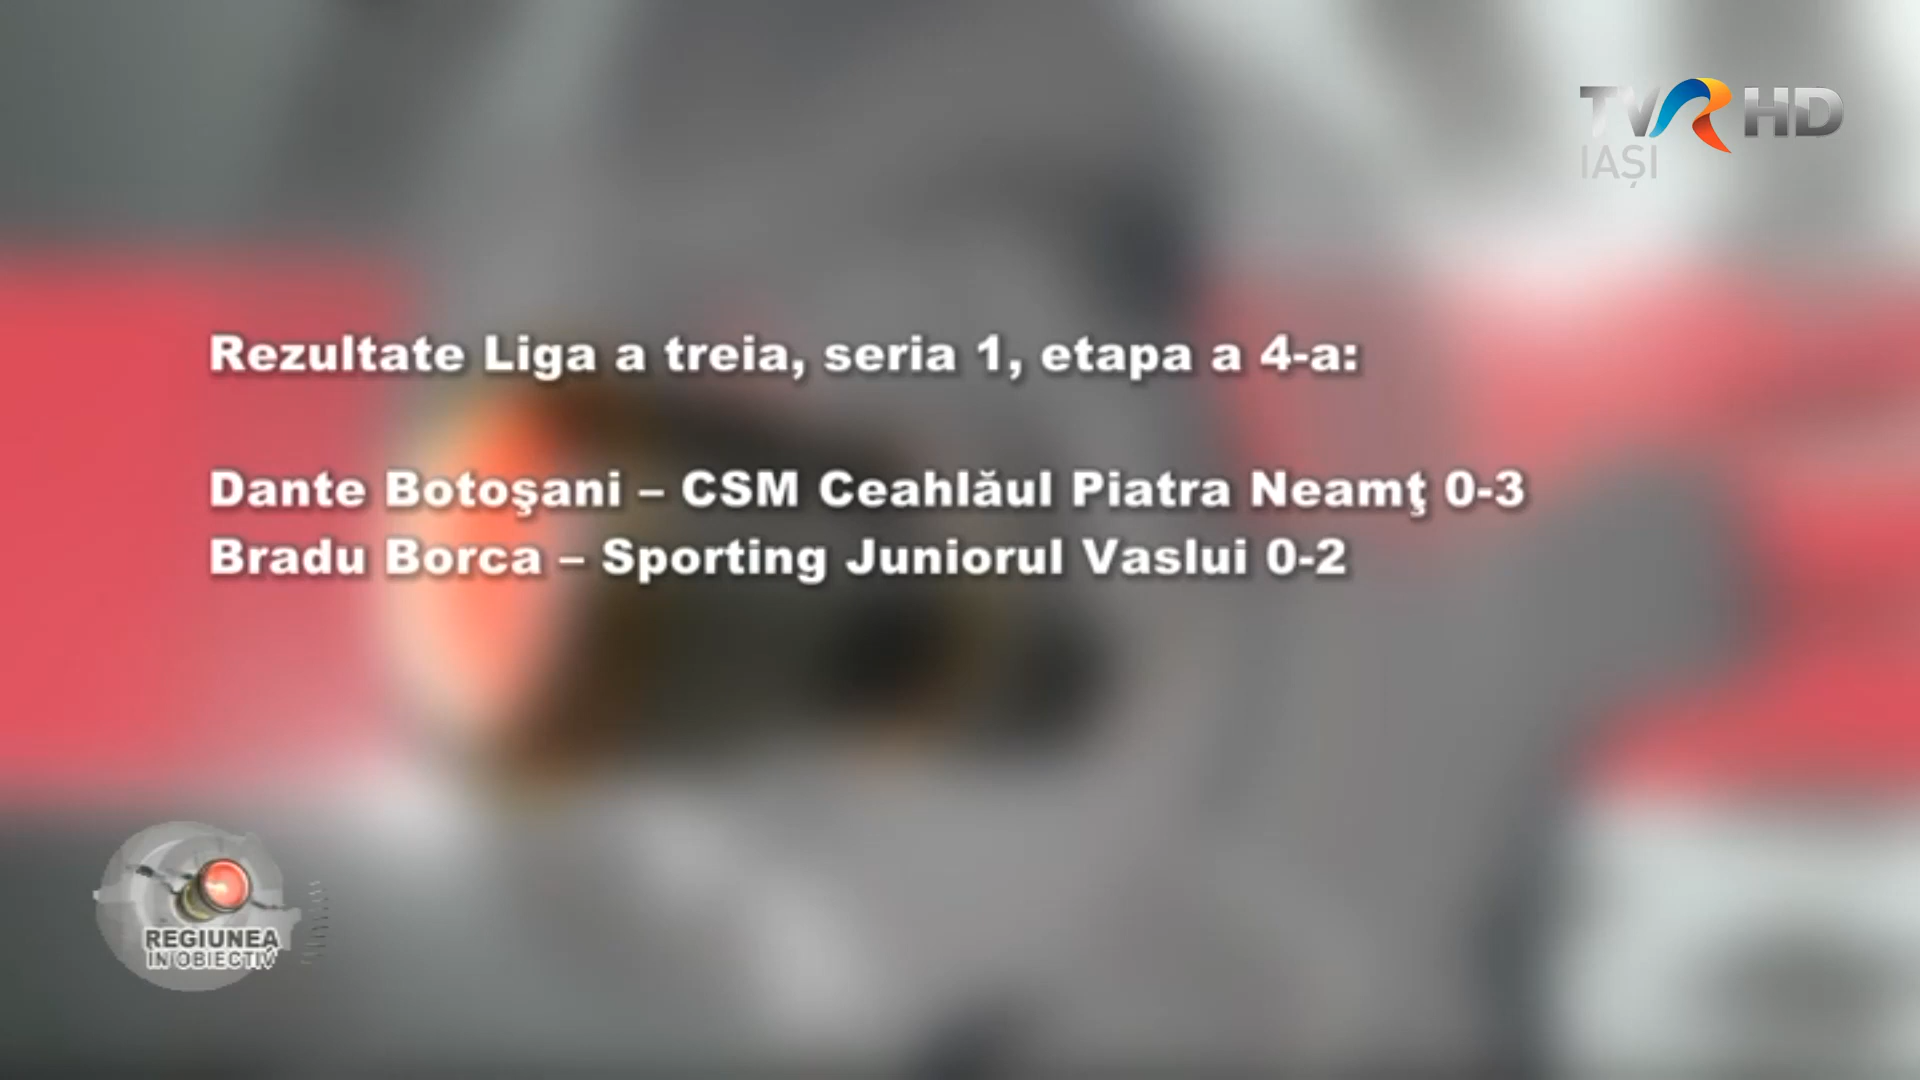 TVR HD
IAȘI
Rezultate Liga a treia, seria 1, etapa a 4-a:
Dante Botoşani – CSM Ceahlăul Piatra Neamţ 0-3
Bradu Borca – Sporting Juniorul Vaslui 0-2
REGIUNEA
IN OBIECTIV